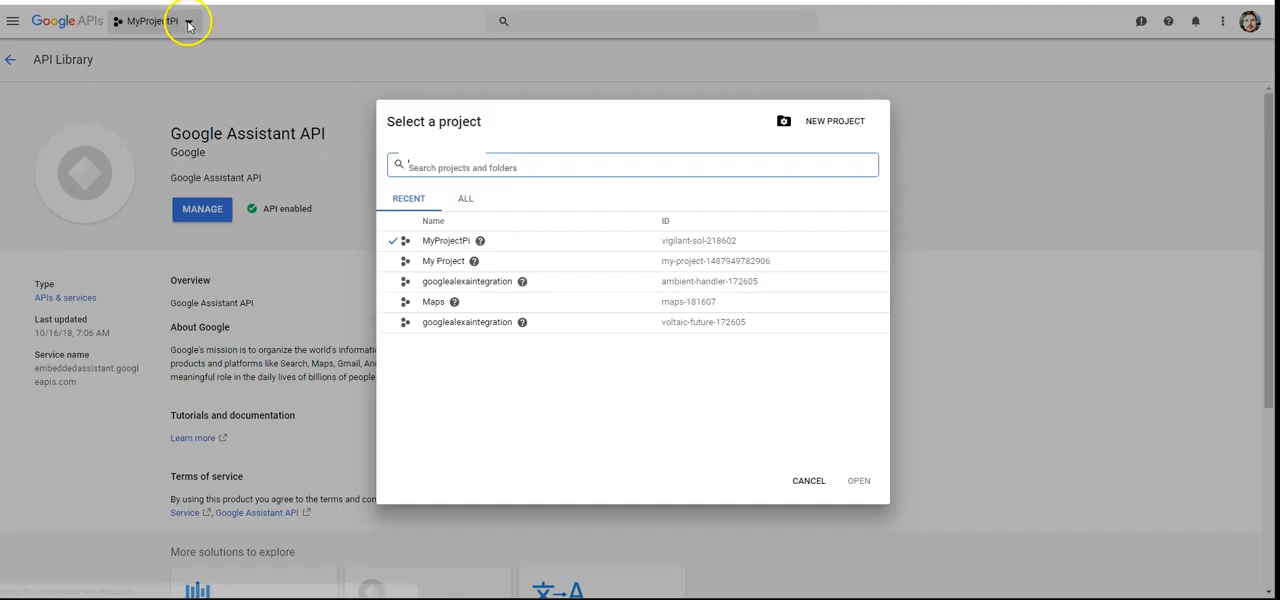 Google APIs MyProjectPi
API Library
Google Assistant API
Google
Google Assistant API
MANAGE API enabled
Type
APIs & services
Last updated
10/16/18, 7:06 AM
Service name
embeddedassistant.googl
eapis.com
Overview
Google Assistant API
About Google
Google's mission is to organize the world's informati
products and platforms like Search, Maps, Gmail, And
meaningful role in the daily lives of billions of people
Tutorials and documentation
Learn more
Terms of service
By using this product you agree to the terms and con
Service , Google Assistant API
More solutions to explore
Select a project
NEW PROJECT
Search projects and folders
RECENT ALL
Name ID
MyProjectPi vigilant-sol-218602
My Project my-project-1487949782906
googlealexaintegration ambient-handler-172605
Maps maps-181607
googlealexaintegration voltaic-future-172605
CANCEL OPEN